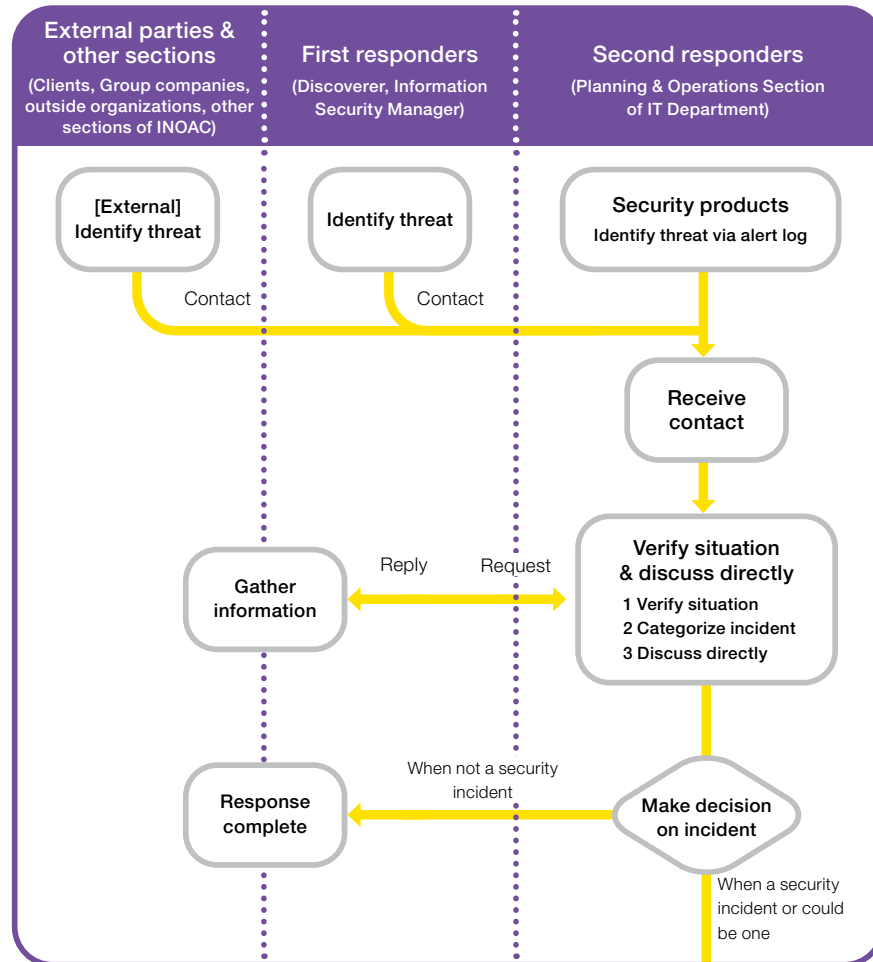 External parties &
other sections
(Clients, Group companies,
outside organizations, other
sections of INOAC)
First responders
(Discoverer, Information
Security Manager)
Second responders
(Planning & Operations Section
of IT Department)
[External]
Identify threat
Identify threat
Security products
Identify threat via alert log
Contact
Contact
Receive
contact
Verify situation
& discuss directly
1 Verify situation
2 Categorize incident
3 Discuss directly
Reply
Request
Gather
information
When not a security
incident
Response
complete
Make decision
on incident
When a security
incident or could
be one